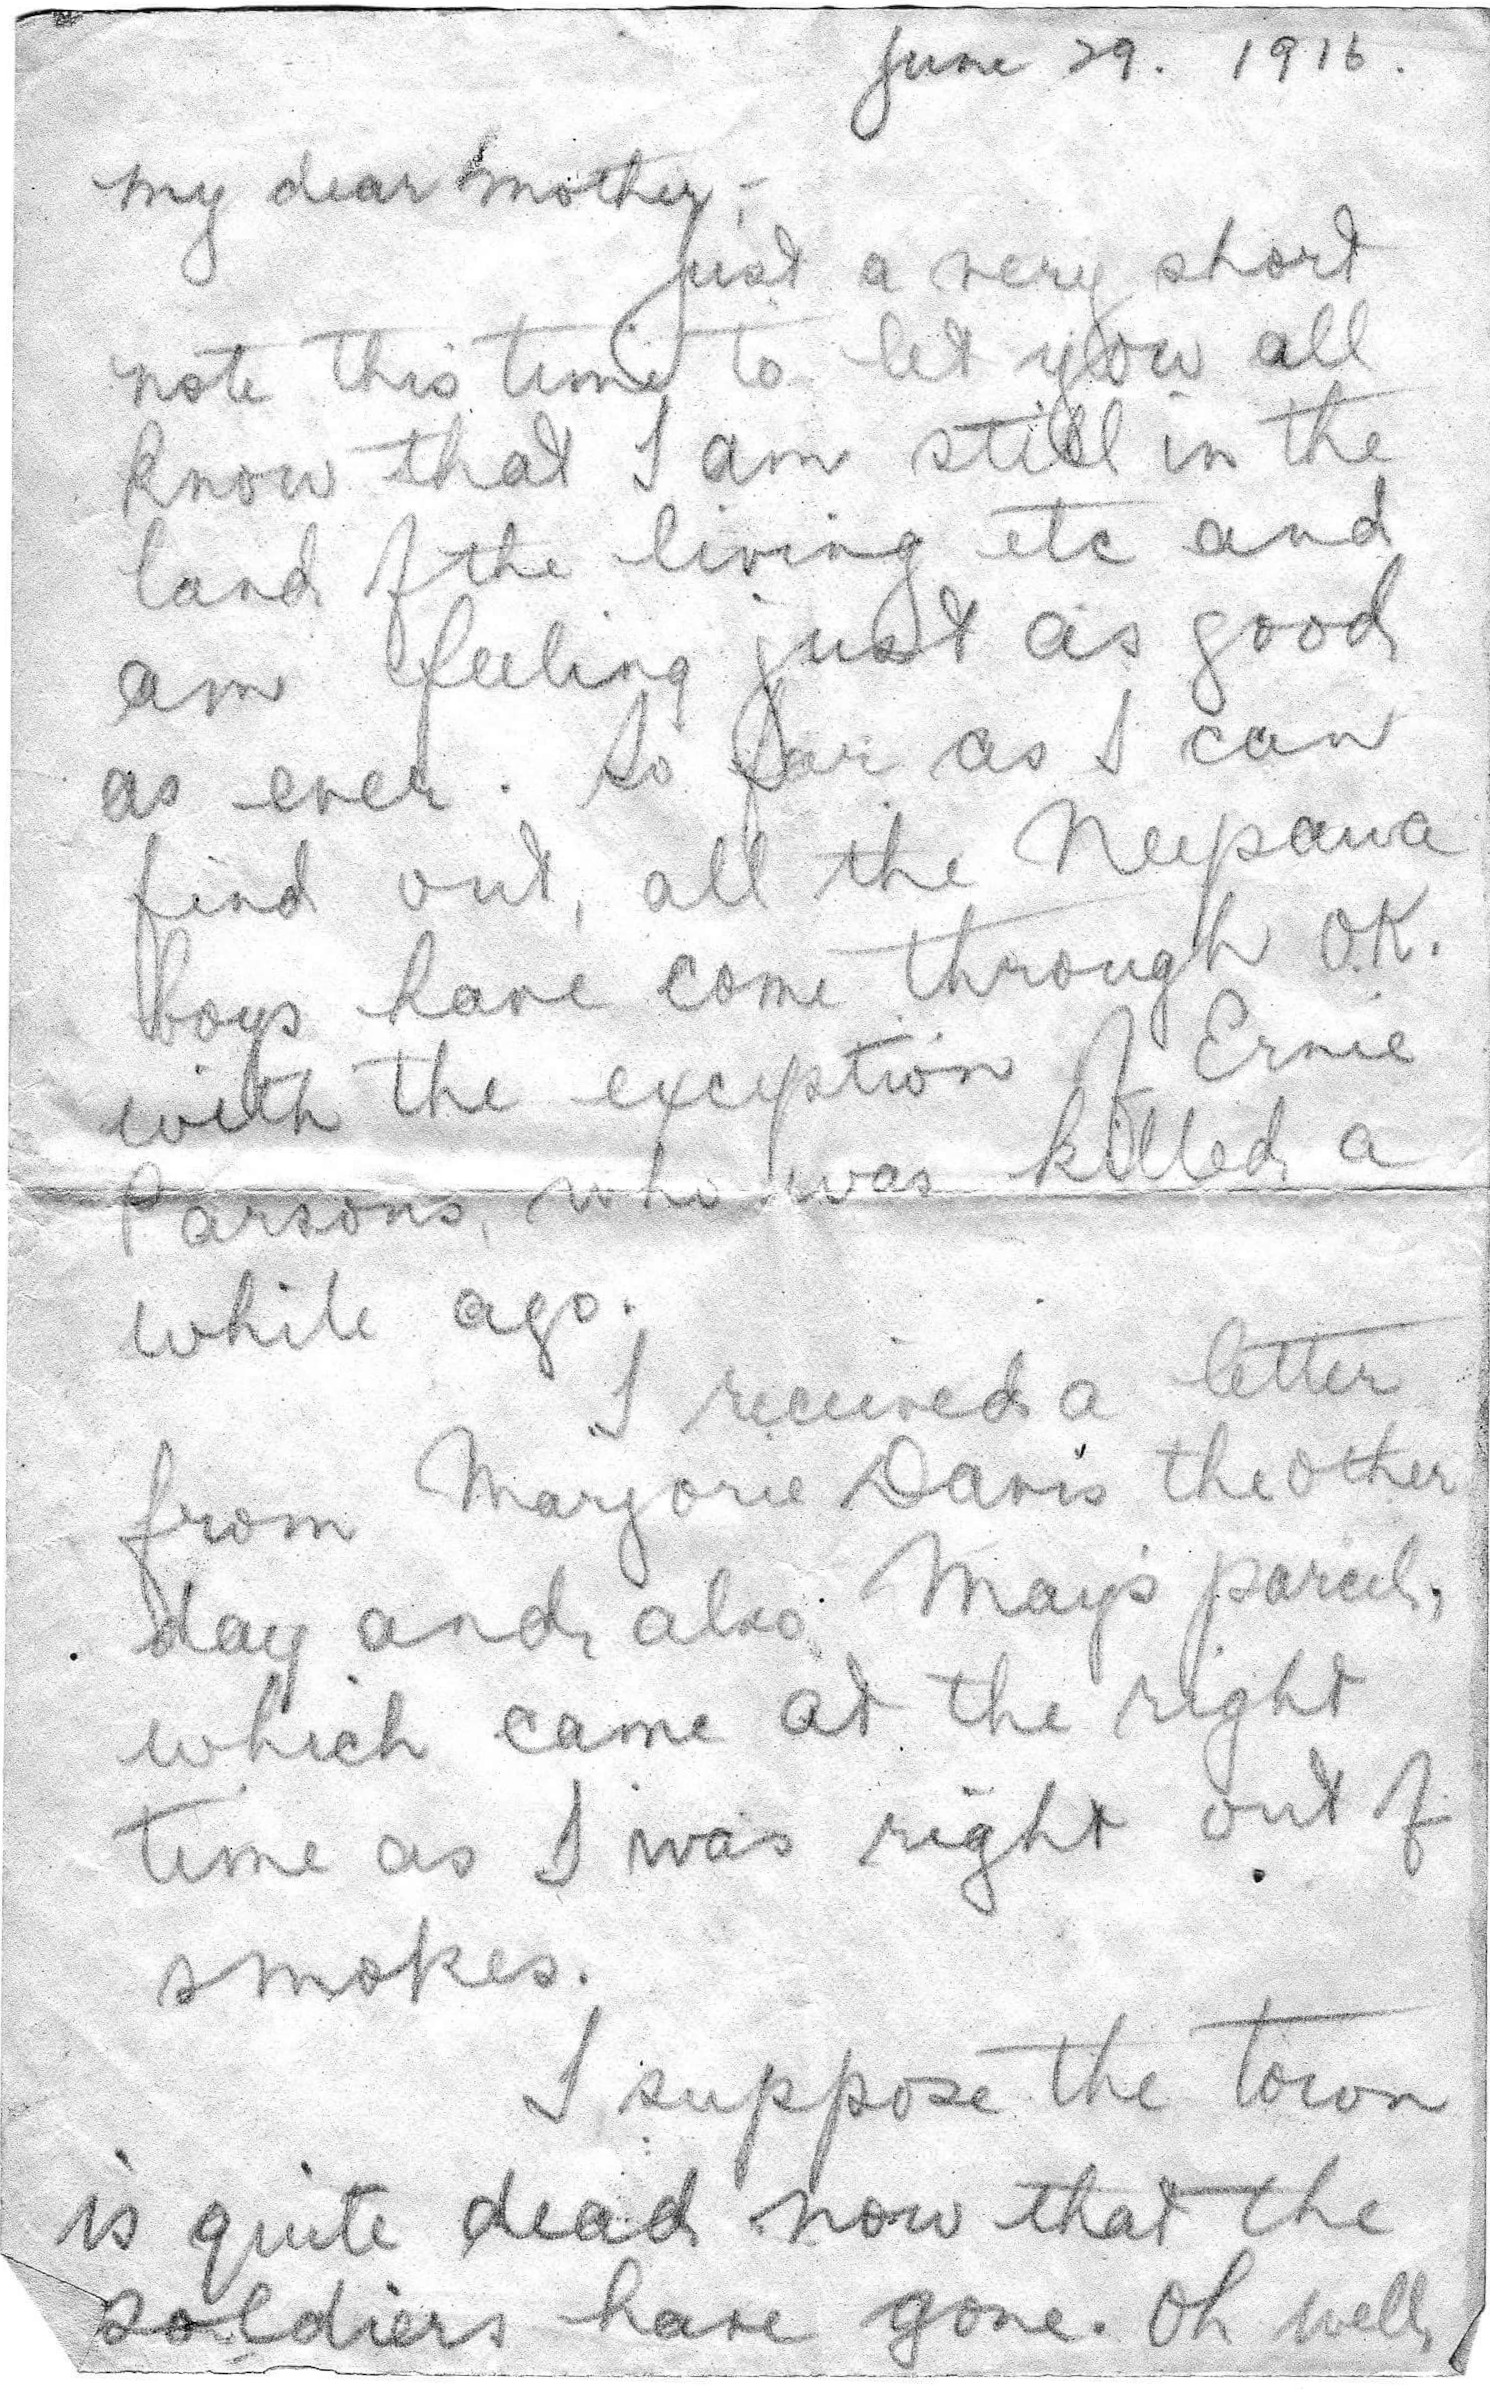 June 29. 1916.
My dear Mother,-
Just a very short
note this time to let you all
know that I am still in the
land of the living etc and
am feeling just as good
as ever. So far as I can
find out, all the Neepawa
boys have come through O.K.
with the exception of Ernie
Parsons, who was killed a
while ago.
I received a letter
from Marjorie Davis the other
day and also May's parcel,
which came at the right
time as I was right out of
smokes.
I suppose the town
is quite dead now that the
soldiers have gone. Oh well,